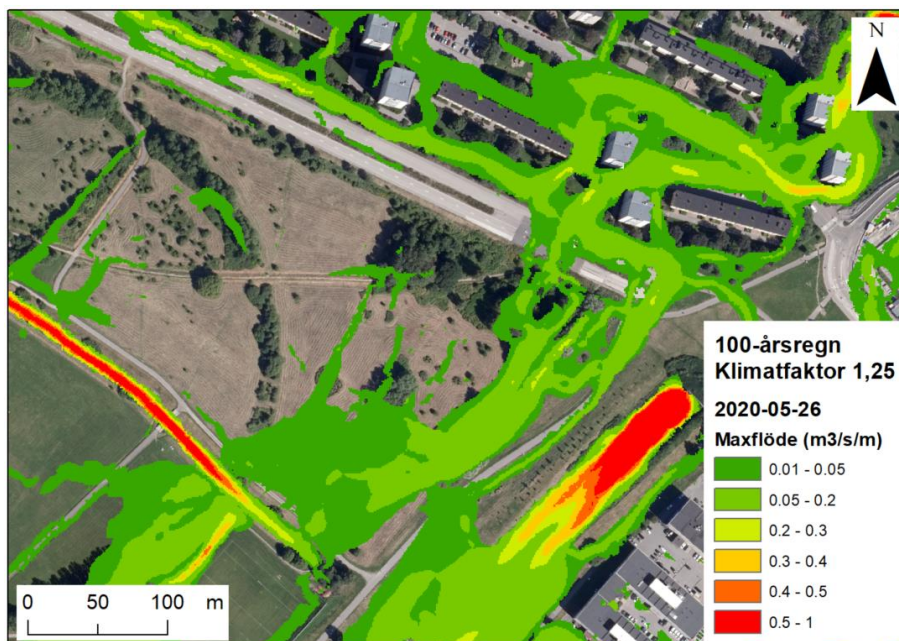 N
100-årsregn
Klimatfaktor 1,25
2020-05-26
Maxflöde (m3/s/m)
0.01 - 0.05
0.05 - 0.2
0.2 - 0.3
0.3 - 0.4
0.4 - 0.5
0.5 - 1
0 50 100 m